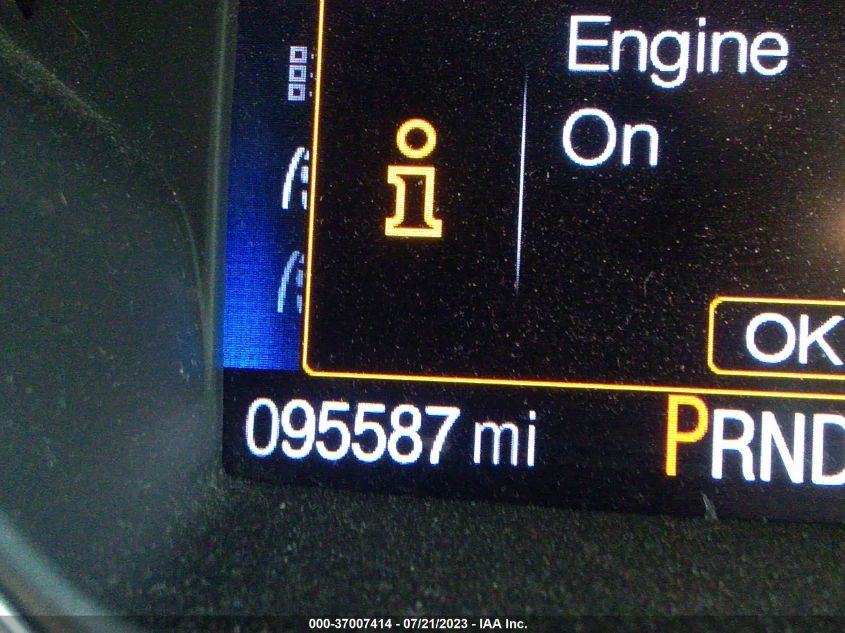 Engine
On
OK
095587 mi PRND
000-37007414 - 07/21/2023 - IAA Inc.